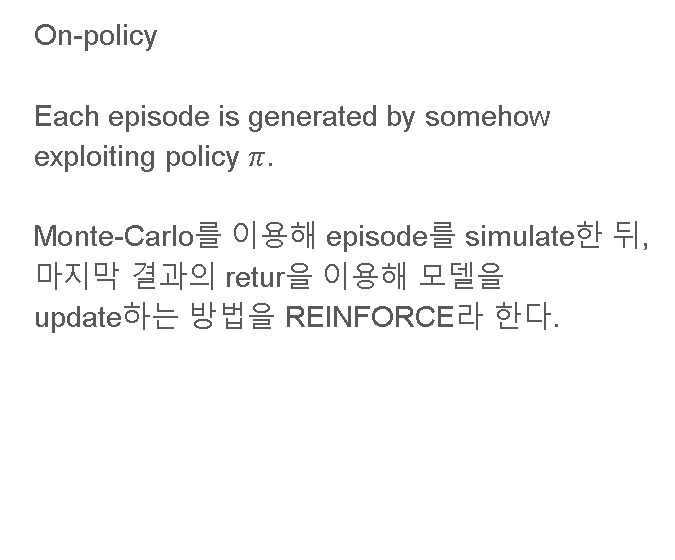 On-policy
Each episode is generated by somehow
exploiting policy π.
Monte-Carlo를 이용해 episode를 simulate한 뒤,
마지막 결과의 retur을 이용해 모델을
update하는 방법을 REINFORCE라 한다.